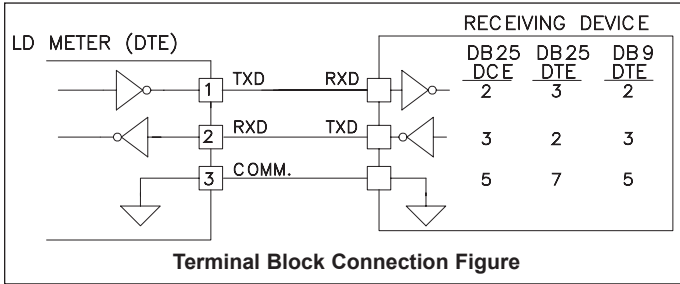 RECEIVING DEVICE
LD METER (DTE)
DB25 DB25 DB9
DCE DTE DTE
1 TXD RXD 2 3 2
2 RXD TXD 3 2 3
3 COMM. 5 7 5
Terminal Block Connection Figure